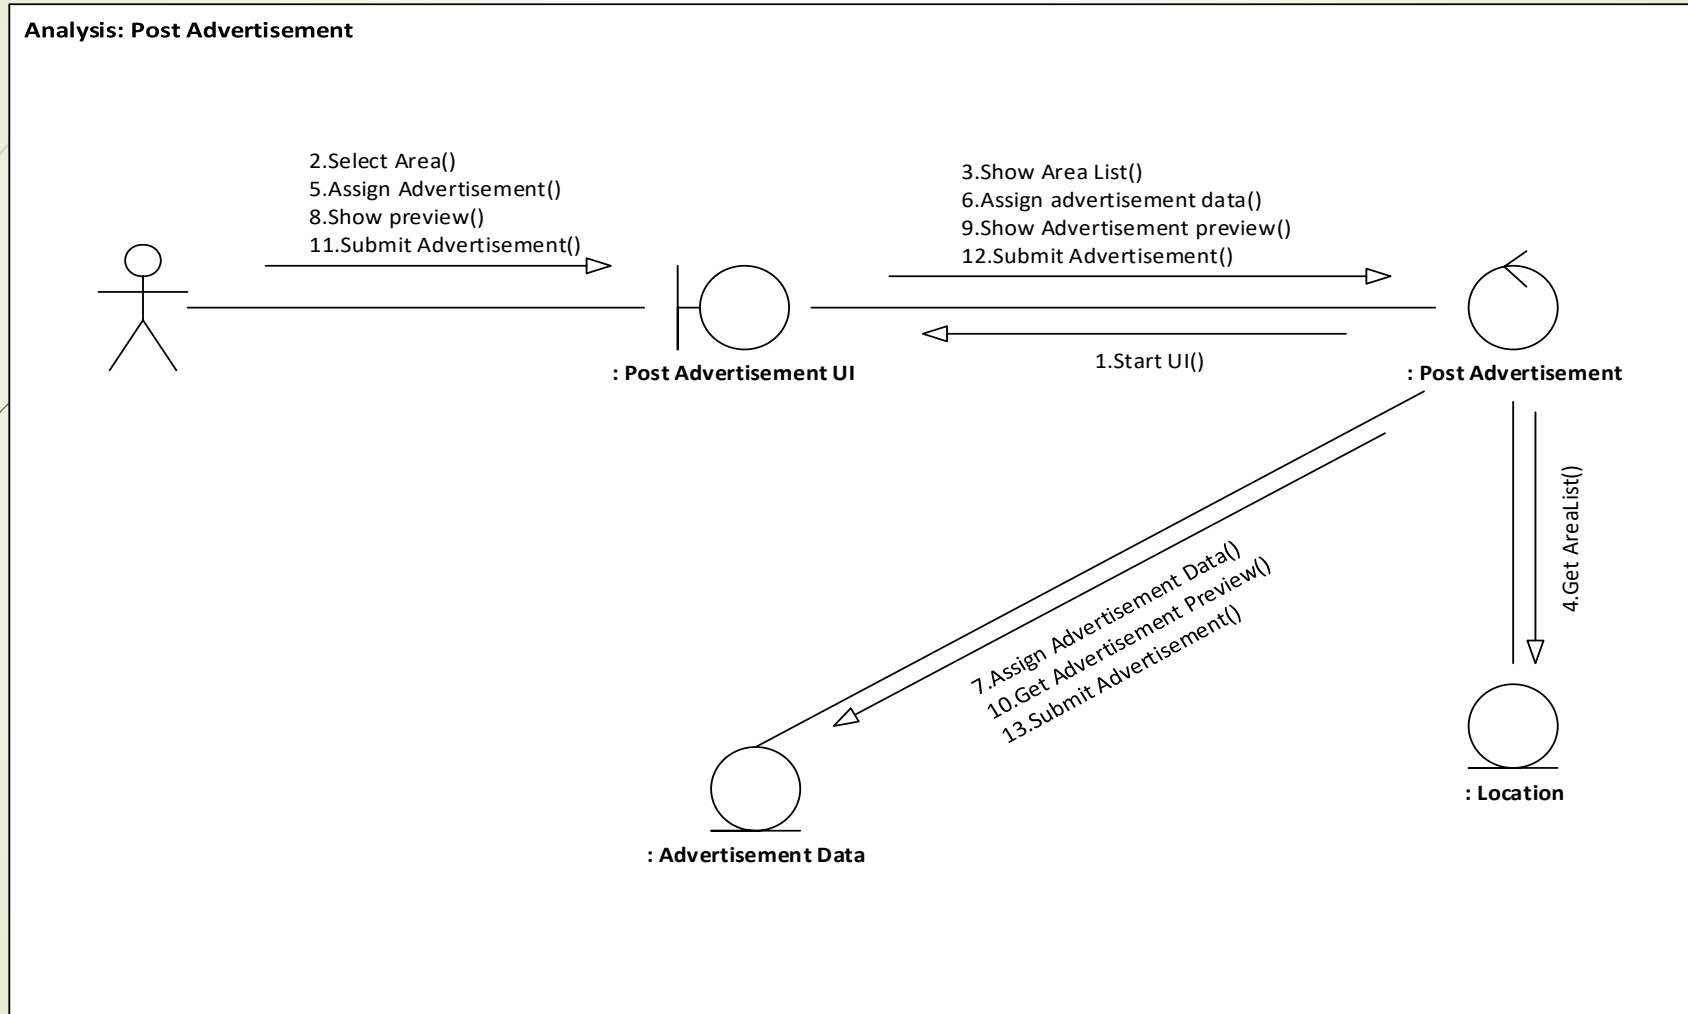 Analysis: Post Advertisement
2.Select Area()
5.Assign Advertisement()
8.Show preview()
11.Submit Advertisement()
3.Show Area List()
6.Assign advertisement data()
9.Show Advertisement preview()
12.Submit Advertisement()
1.Start UI()
: Post Advertisement UI
: Post Advertisement
4.Get AreaList()
7.Assign Advertisement Data()
10.Get Advertisement Preview()
13.Submit Advertisement()
: Location
: Advertisement Data